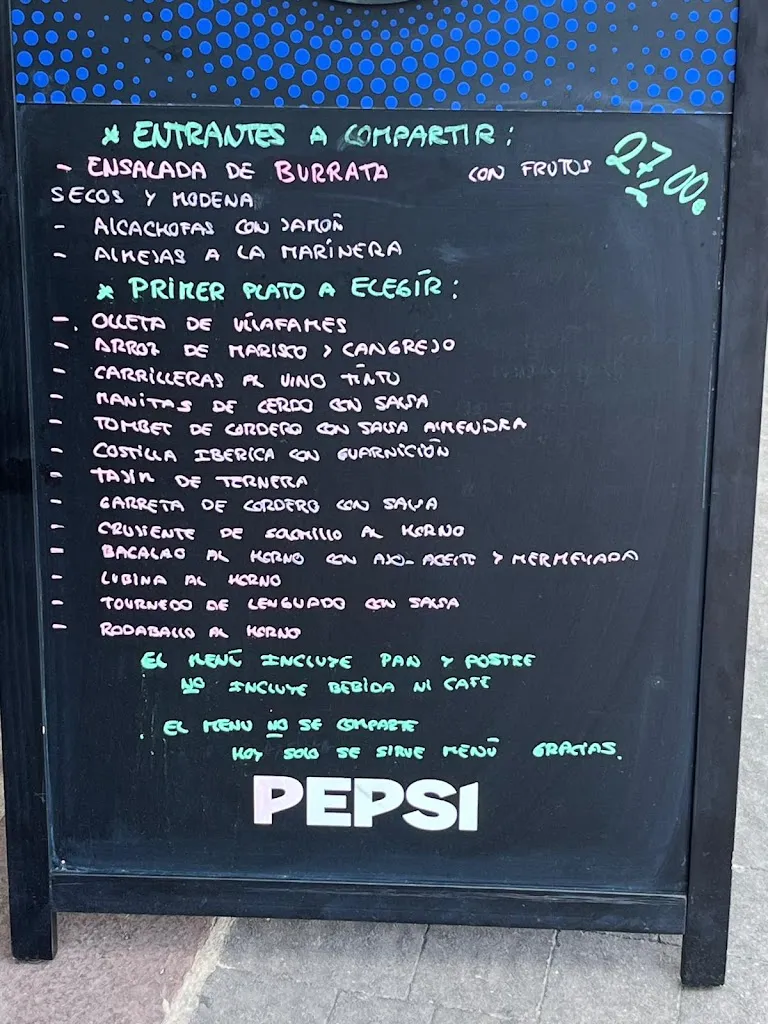 * ENTRANTES A COMPARTIR:
27,00.
- ENSALADA DE BURRATA CON FRUTOS
SECOS Y MODENA
- ALCACHOFAS CON JAMON
- ALMEJAS A LA MARINERA
* PRIMER PLATO A ELEGIR:
- OLLETA DE VILAFAMES
- ARROZ DE MARISCO Y CANGREJO
- CARRILLERAS AL VINO TINTO
- MANITAS DE CERDO CON SALSA
- TOMBET DE CORDERO CON SALSA ALMENDRA
- COSTILLA IBERICA CON GUARNICIÓN
- TAJIN DE TERNERA
- GARRETA DE CORDERO CON SALSA
- CRUJIENTE DE SOLOMILLO AL HORNO
- BACALAO AL HORNO CON AJO-ACEITE Y MERMELADA
- LUBINA AL HORNO
- TOURNEDO DE LENGUADO CON SALSA
- RODABALLO AL HORNO
EL MENÚ INCLUYE PAN Y POSTRE
NO INCLUYE BEBIDA NI CAFÉ
EL MENU NO SE COMPARTE
HOY SOLO SE SIRVE MENÚ GRACIAS.
PEPSI